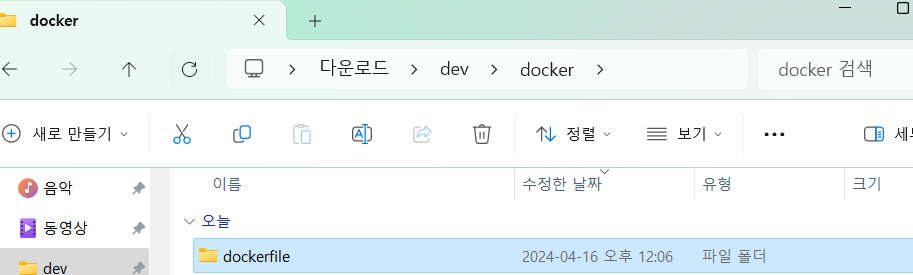 docker
다운로드 dev docker
docker 검색
새로 만들기 정렬 보기
음악
동영상
dev
이름 수정한 날짜 유형 크기
오늘
dockerfile 2024-04-16 오후 12:06 파일 폴더